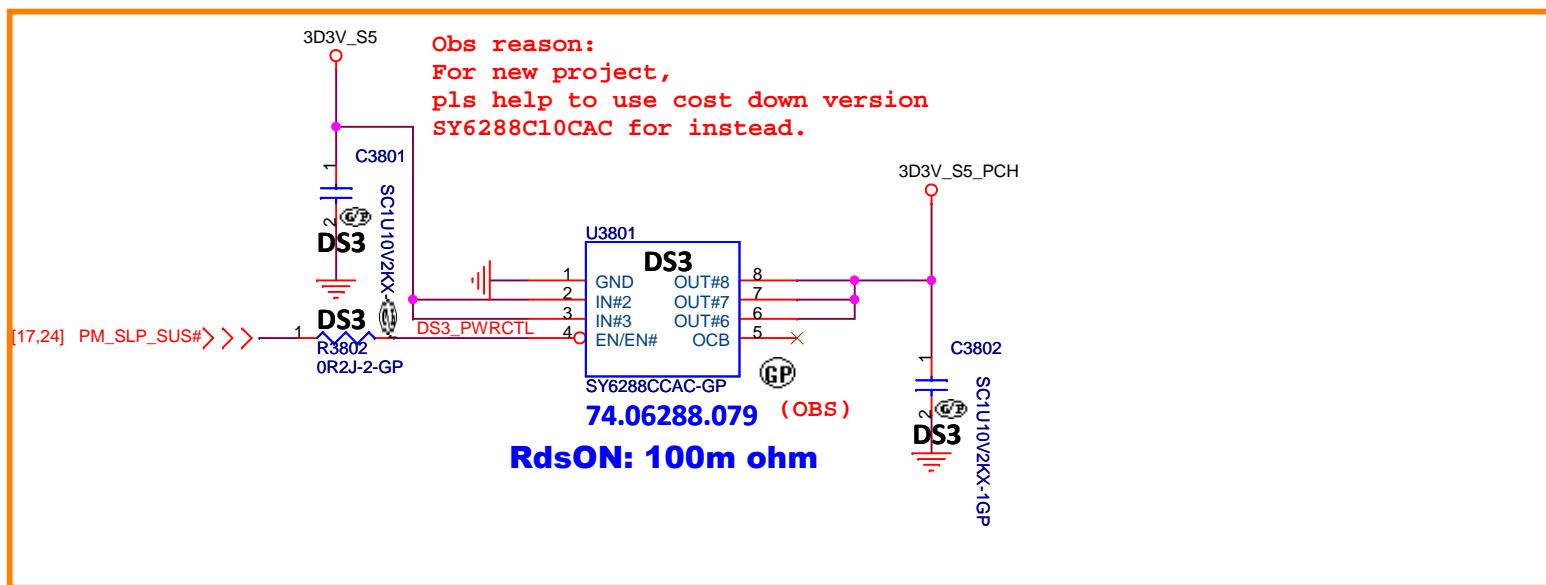 3D3V_S5
Obs reason:
For new project,
pls help to use cost down version
SY6288C10CAC for instead.
C3801
1
SC1U10V2KX-
2
G/P
DS3
3D3V_S5_PCH
U3801
DS3
1 GND OUT#8 8
2 IN#2 OUT#7 7
3 IN#3 OUT#6 6
4 EN/EN# OCB 5
[17,24] PM_SLP_SUS#
1
DS3
R3802
0R2J-2-GP
DS3_PWRCTL
SY6288CCAC-GP
GP
74.06288.079 (OBS)
RdsON: 100m ohm
C3802
1
SC1U10V2KX-1GP
2
G/P
DS3